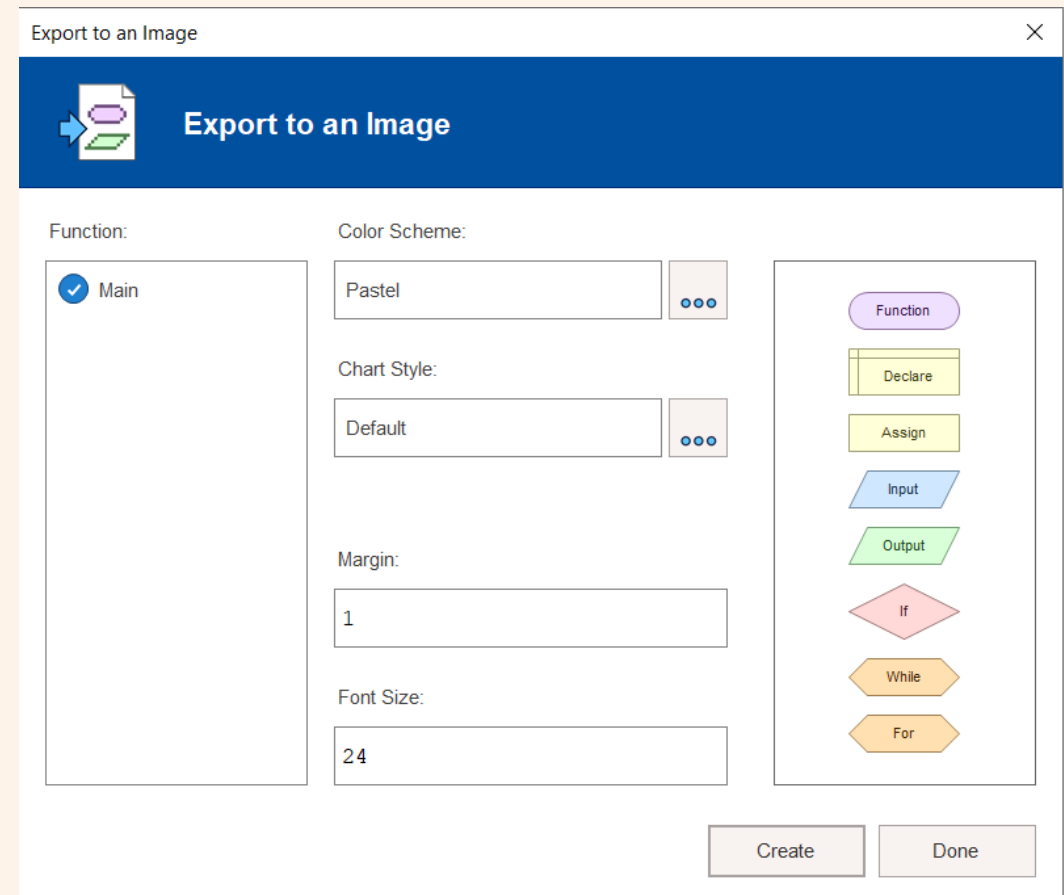 Export to an Image
Export to an Image
Function:
Main
Color Scheme:
Pastel
Chart Style:
Default
Margin:
1
Font Size:
24
Function
Declare
Assign
Input
Output
If
While
For
Create
Done